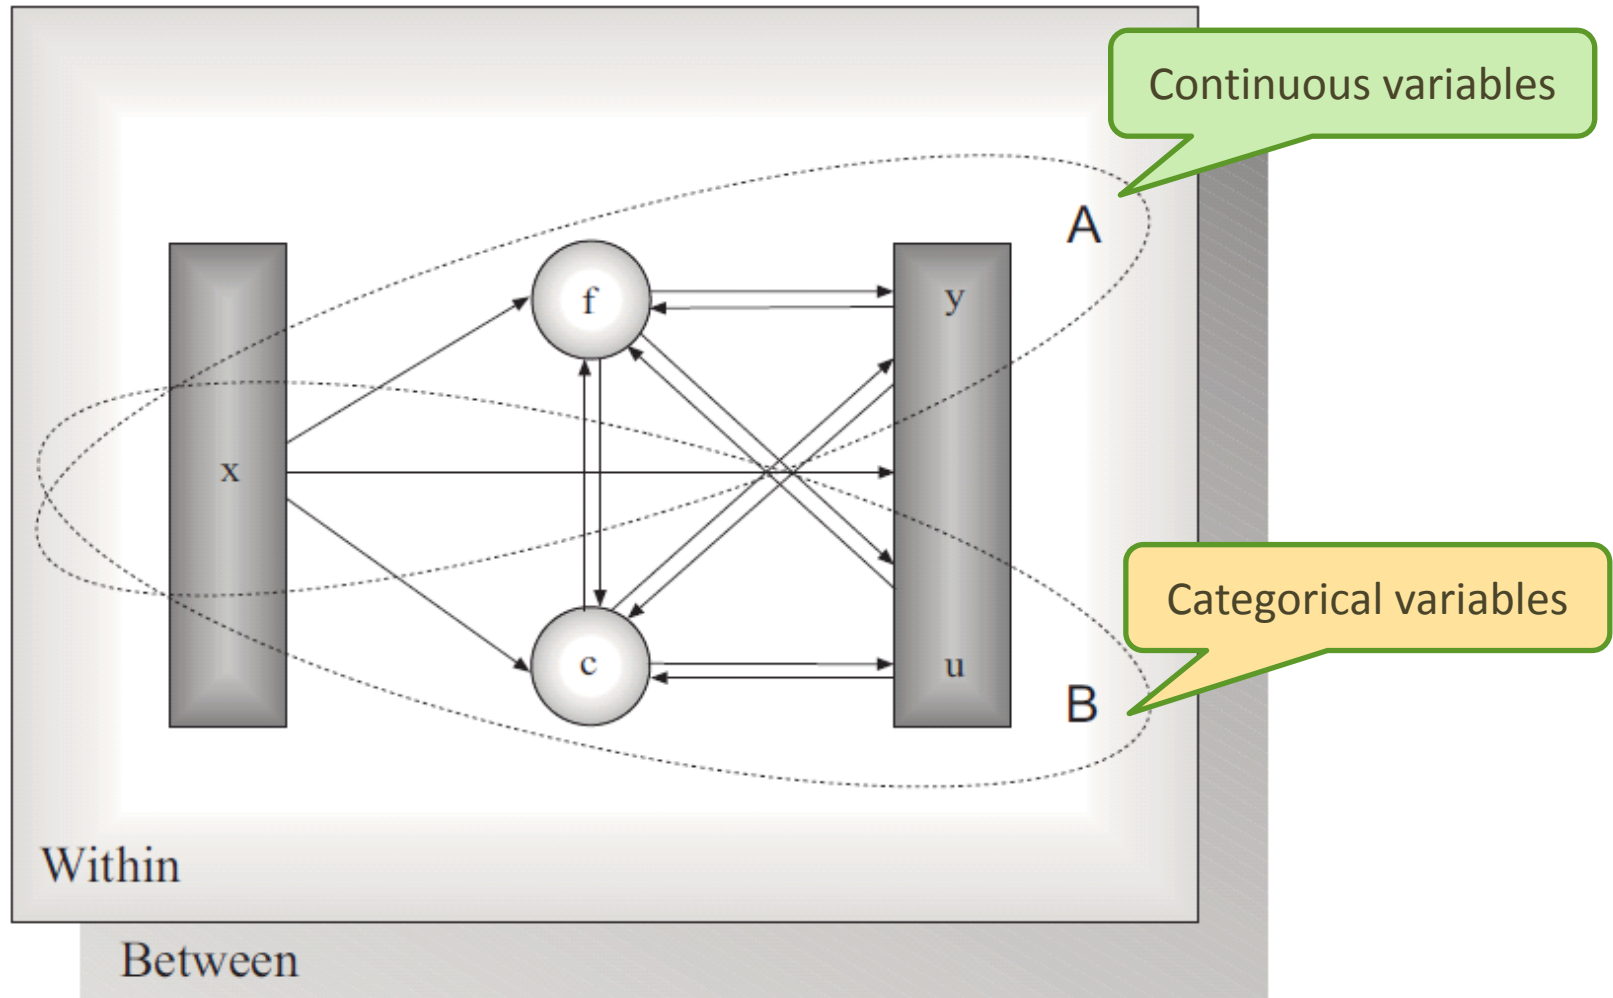 Continuous variables
A
f
y
x
Categorical variables
c
u
B
Within
Between